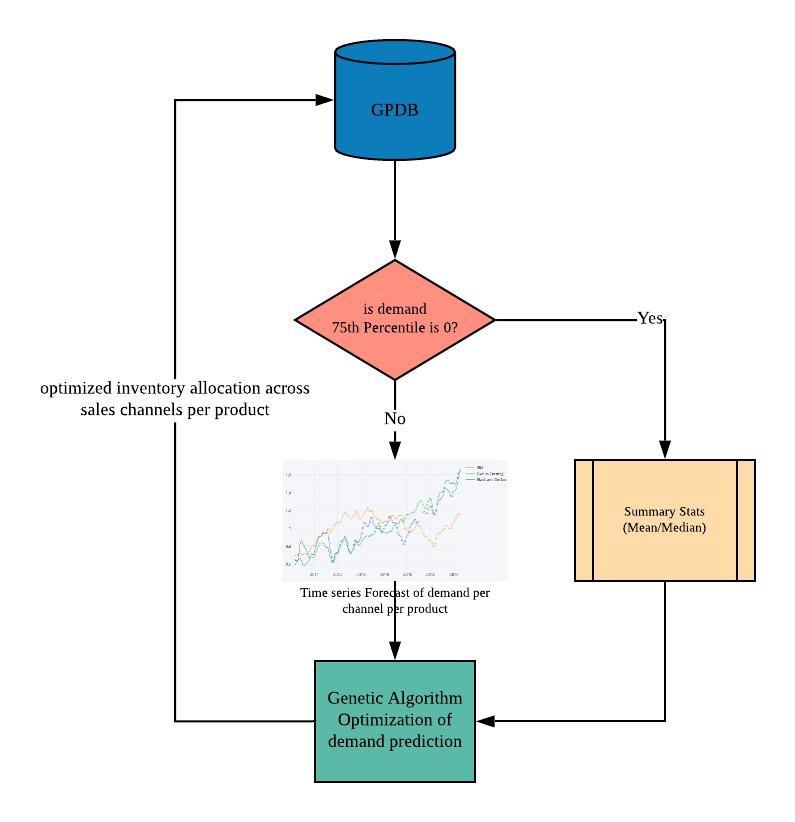 GPDB
is demand
75th Percentile is 0?
Yes
optimized inventory allocation across
sales channels per product
No
Summary Stats
(Mean/Median)
Time series Forecast of demand per
channel per product
Genetic Algorithm
Optimization of
demand prediction